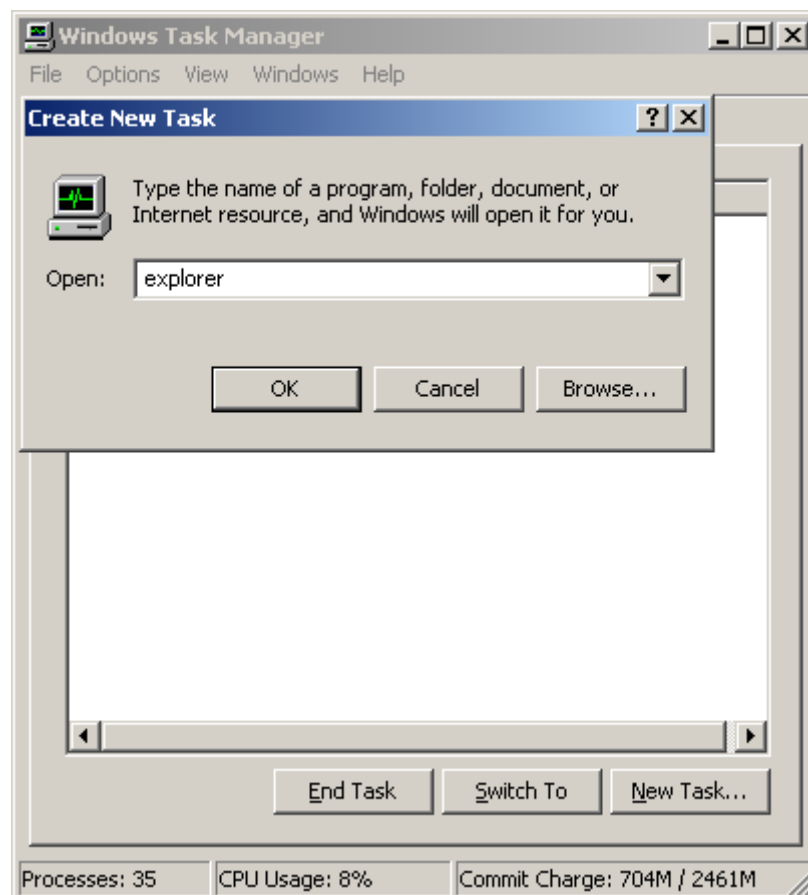 Windows Task Manager
File Options View Windows Help
Create New Task
Type the name of a program, folder, document, or
Internet resource, and Windows will open it for you.
Open: explorer
OK Cancel Browse...
End Task Switch To New Task...
Processes: 35 CPU Usage: 8% Commit Charge: 704M / 2461M